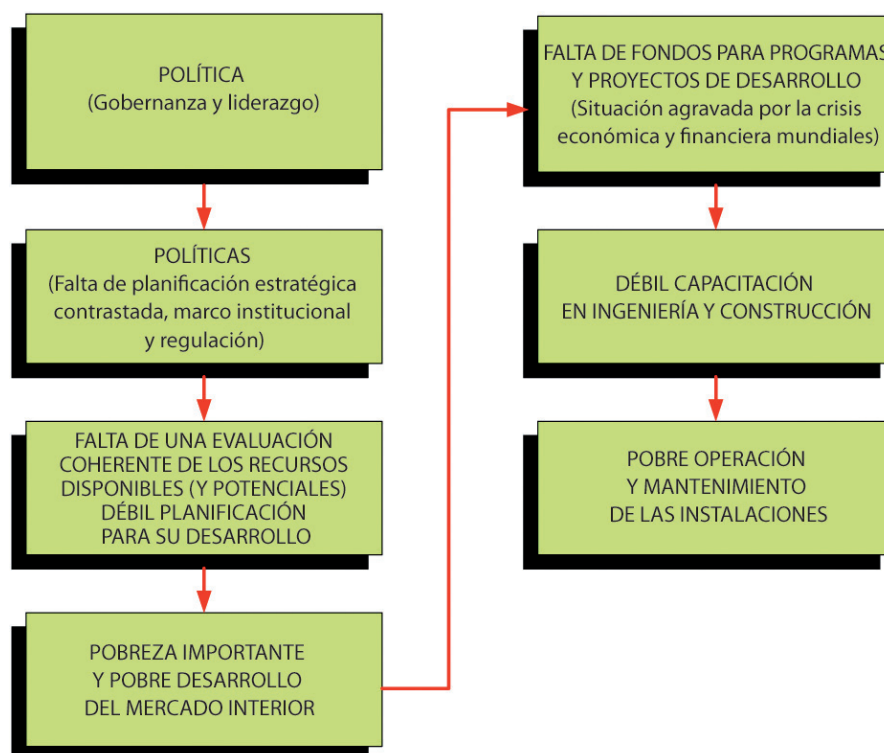 POLÍTICA
(Gobernanza y liderazgo)
POLÍTICAS
(Falta de planificación estratégica
contrastada, marco institucional
y regulación)
FALTA DE UNA EVALUACIÓN
COHERENTE DE LOS RECURSOS
DISPONIBLES (Y POTENCIALES)
DÉBIL PLANIFICACIÓN
PARA SU DESARROLLO
POBREZA IMPORTANTE
Y POBRE DESARROLLO
DEL MERCADO INTERIOR
FALTA DE FONDOS PARA PROGRAMAS
Y PROYECTOS DE DESARROLLO
(Situación agravada por la crisis
económica y financiera mundiales)
DÉBIL CAPACITACIÓN
EN INGENIERÍA Y CONSTRUCCIÓN
POBRE OPERACIÓN
Y MANTENIMIENTO
DE LAS INSTALACIONES